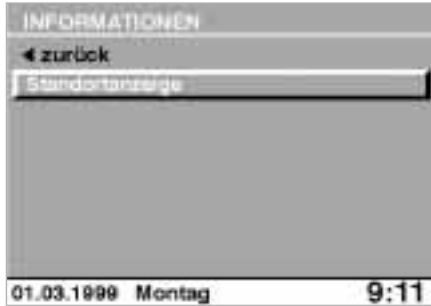 INFORMATIONEN
◄ zurück
Standortanzeige
01.03.1999 Montag 9:11